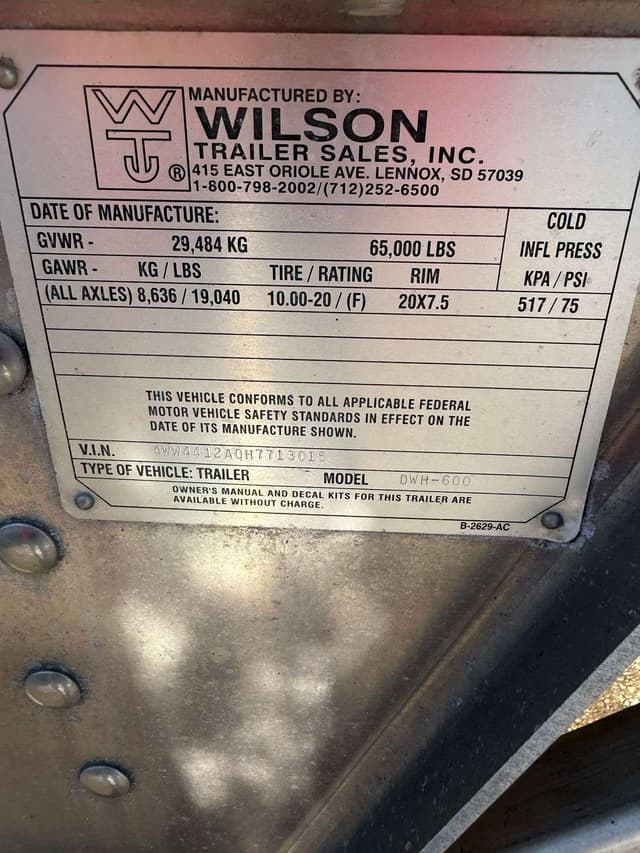 WTU®
MANUFACTURED BY:
WILSON
TRAILER SALES, INC.
415 EAST ORIOLE AVE. LENNOX, SD 57039
1-800-798-2002/(712)252-6500
DATE OF MANUFACTURE:
COLD
INFL PRESS
KPA / PSI
GVWR - 29,484 KG 65,000 LBS
GAWR - KG / LBS TIRE / RATING RIM
(ALL AXLES) 8,636 / 19,040 10.00-20 / (F) 20X7.5 517 / 75
THIS VEHICLE CONFORMS TO ALL APPLICABLE FEDERAL
MOTOR VEHICLE SAFETY STANDARDS IN EFFECT ON THE
DATE OF ITS MANUFACTURE SHOWN.
V.I.N. 4WW4412AQH7713015
TYPE OF VEHICLE: TRAILER MODEL DWH-600
OWNER'S MANUAL AND DECAL KITS FOR THIS TRAILER ARE
AVAILABLE WITHOUT CHARGE.
B-2629-AC